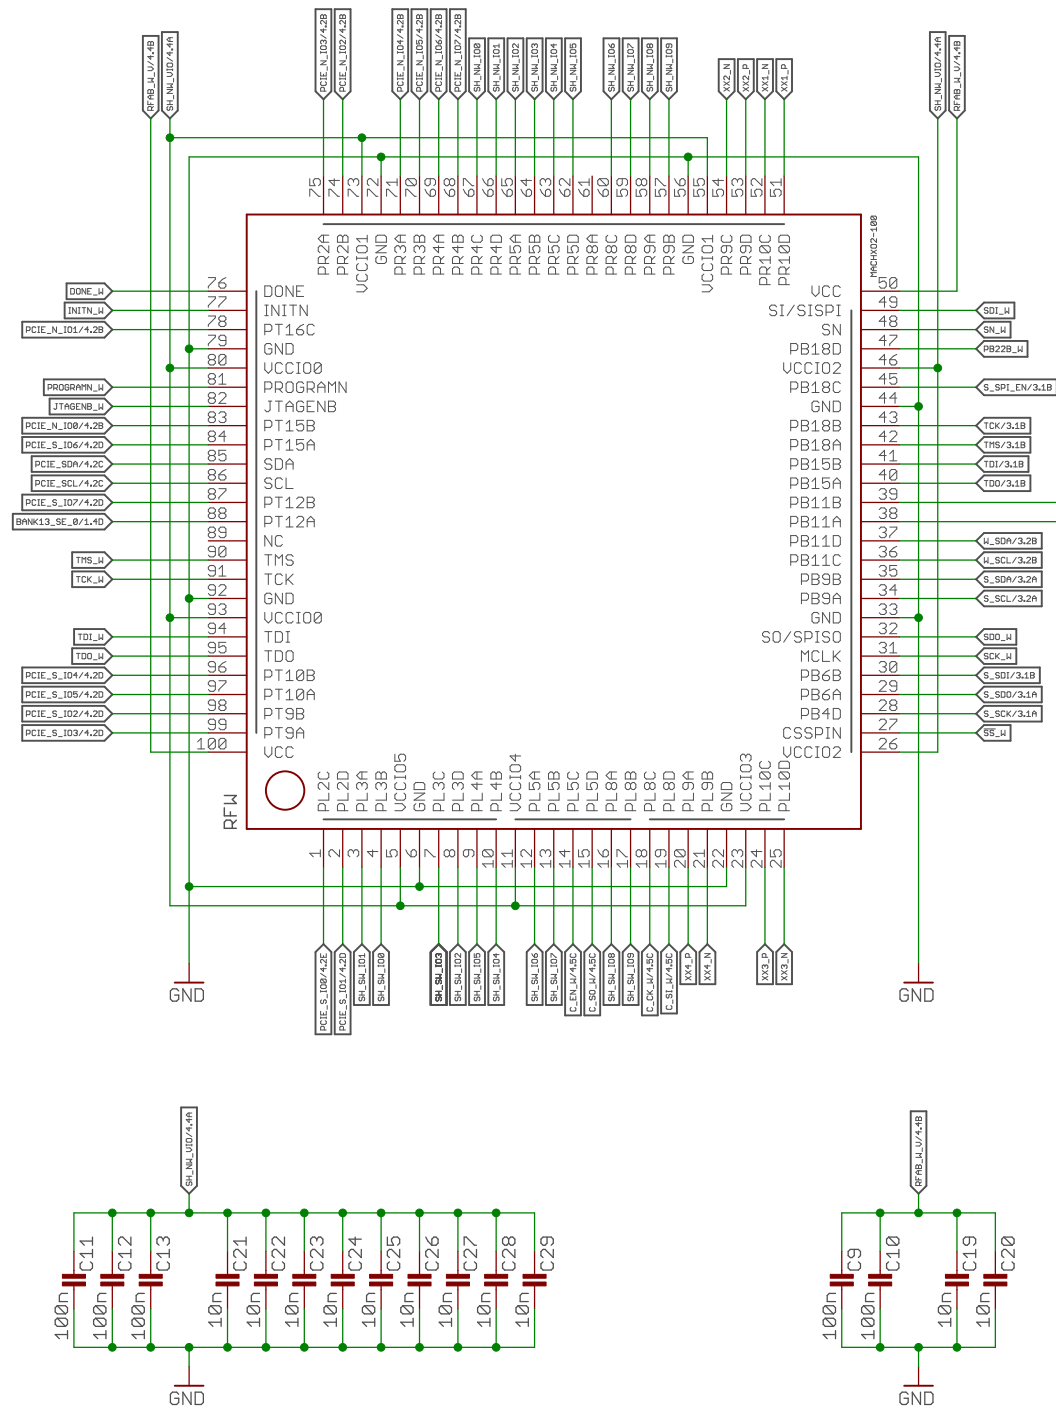 RFAB_W_V/4.4B
SH_NW_VIO/4.4A
PCIE_N_IO3/4.2B
PCIE_N_IO2/4.2B
PCIE_N_IO4/4.2B
PCIE_N_IO5/4.2B
PCIE_N_IO6/4.2B
PCIE_N_IO7/4.2B
SH_NW_IO0
SH_NW_IO1
SH_NW_IO2
SH_NW_IO3
SH_NW_IO4
SH_NW_IO5
SH_NW_IO6
SH_NW_IO7
SH_NW_IO8
SH_NW_IO9
XX2_N
XX2_P
XX1_N
XX1_P
SH_NW_VIO/4.4A
RFAB_W_V/4.4B
75 PR2A
74 PR2B
73 VCCIO1
72 GND
71 PR3A
70 PR3B
69 PR4A
68 PR4B
67 PR4C
66 PR4D
65 PR5A
64 PR5B
63 PR5C
62 PR5D
61 PR8A
60 PR8C
59 PR8D
58 PR9A
57 PR9B
56 GND
55 VCCIO1
54 PR9C
53 PR9D
52 PR10C
51 PR10D
MACHXO2-100
DONE_W 76 DONE
INITN_W 77 INITN
PCIE_N_IO1/4.2B 78 PT16C
79 GND
80 VCCIO0
PROGRAMN_W 81 PROGRAMN
JTAGENB_W 82 JTAGENB
PCIE_N_IO0/4.2B 83 PT15B
PCIE_S_IO6/4.2D 84 PT15A
PCIE_SDA/4.2C 85 SDA
PCIE_SCL/4.2C 86 SCL
PCIE_S_IO7/4.2D 87 PT12B
BANK13_SE_0/1.4D 88 PT12A
89 NC
TMS_W 90 TMS
TCK_W 91 TCK
92 GND
93 VCCIO0
TDI_W 94 TDI
TDO_W 95 TDO
PCIE_S_IO4/4.2D 96 PT10B
PCIE_S_IO5/4.2D 97 PT10A
PCIE_S_IO2/4.2D 98 PT9B
PCIE_S_IO3/4.2D 99 PT9A
100 VCC
VCC 50
SI/SISPI 49 SDI_W
SN 48 SN_W
PB18D 47 PB22B_W
VCCIO2 46
PB18C 45 S_SPI_EN/3.1B
GND 44
PB18B 43 TCK/3.1B
PB18A 42 TMS/3.1B
PB15B 41 TDI/3.1B
PB15A 40 TDO/3.1B
PB11B 39
PB11A 38
PB11D 37 W_SDA/3.2B
PB11C 36 W_SCL/3.2B
PB9B 35 S_SDA/3.2A
PB9A 34 S_SCL/3.2A
GND 33
SO/SPISO 32 SDO_W
MCLK 31 SCK_W
PB6B 30 S_SDI/3.1B
PB6A 29 S_SDO/3.1A
PB4D 28 S_SCK/3.1A
CSSPIN 27 SS_W
VCCIO2 26
RFW
PL2C 1
PL2D 2
PL3A 3
PL3B 4
VCCIO5 5
GND 6
PL3C 7
PL3D 8
PL4A 9
PL4B 10
VCCIO4 11
PL5A 12
PL5B 13
PL5C 14
PL5D 15
PL8A 16
PL8B 17
PL8C 18
PL8D 19
PL9A 20
PL9B 21
GND 22
VCCIO3 23
PL10C 24
PL10D 25
PCIE_S_IO0/4.2E
PCIE_S_IO1/4.2D
SH_SW_IO1
SH_SW_IO0
SH_SW_IO3
SH_SW_IO2
SH_SW_IO5
SH_SW_IO4
SH_SW_IO6
SH_SW_IO7
C_EN_W/4.5C
C_SO_W/4.5C
SH_SW_IO8
SH_SW_IO9
C_CK_W/4.5C
C_SI_W/4.5C
XX4_P
XX4_N
XX3_P
XX3_N
GND
GND
SH_NW_VIO/4.4A
RFAB_W_V/4.4B
C11 100n
C12 100n
C13 100n
C21 10n
C22 10n
C23 10n
C24 10n
C25 10n
C26 10n
C27 10n
C28 10n
C29 10n
C9 100n
C10 100n
C19 10n
C20 10n
GND
GND